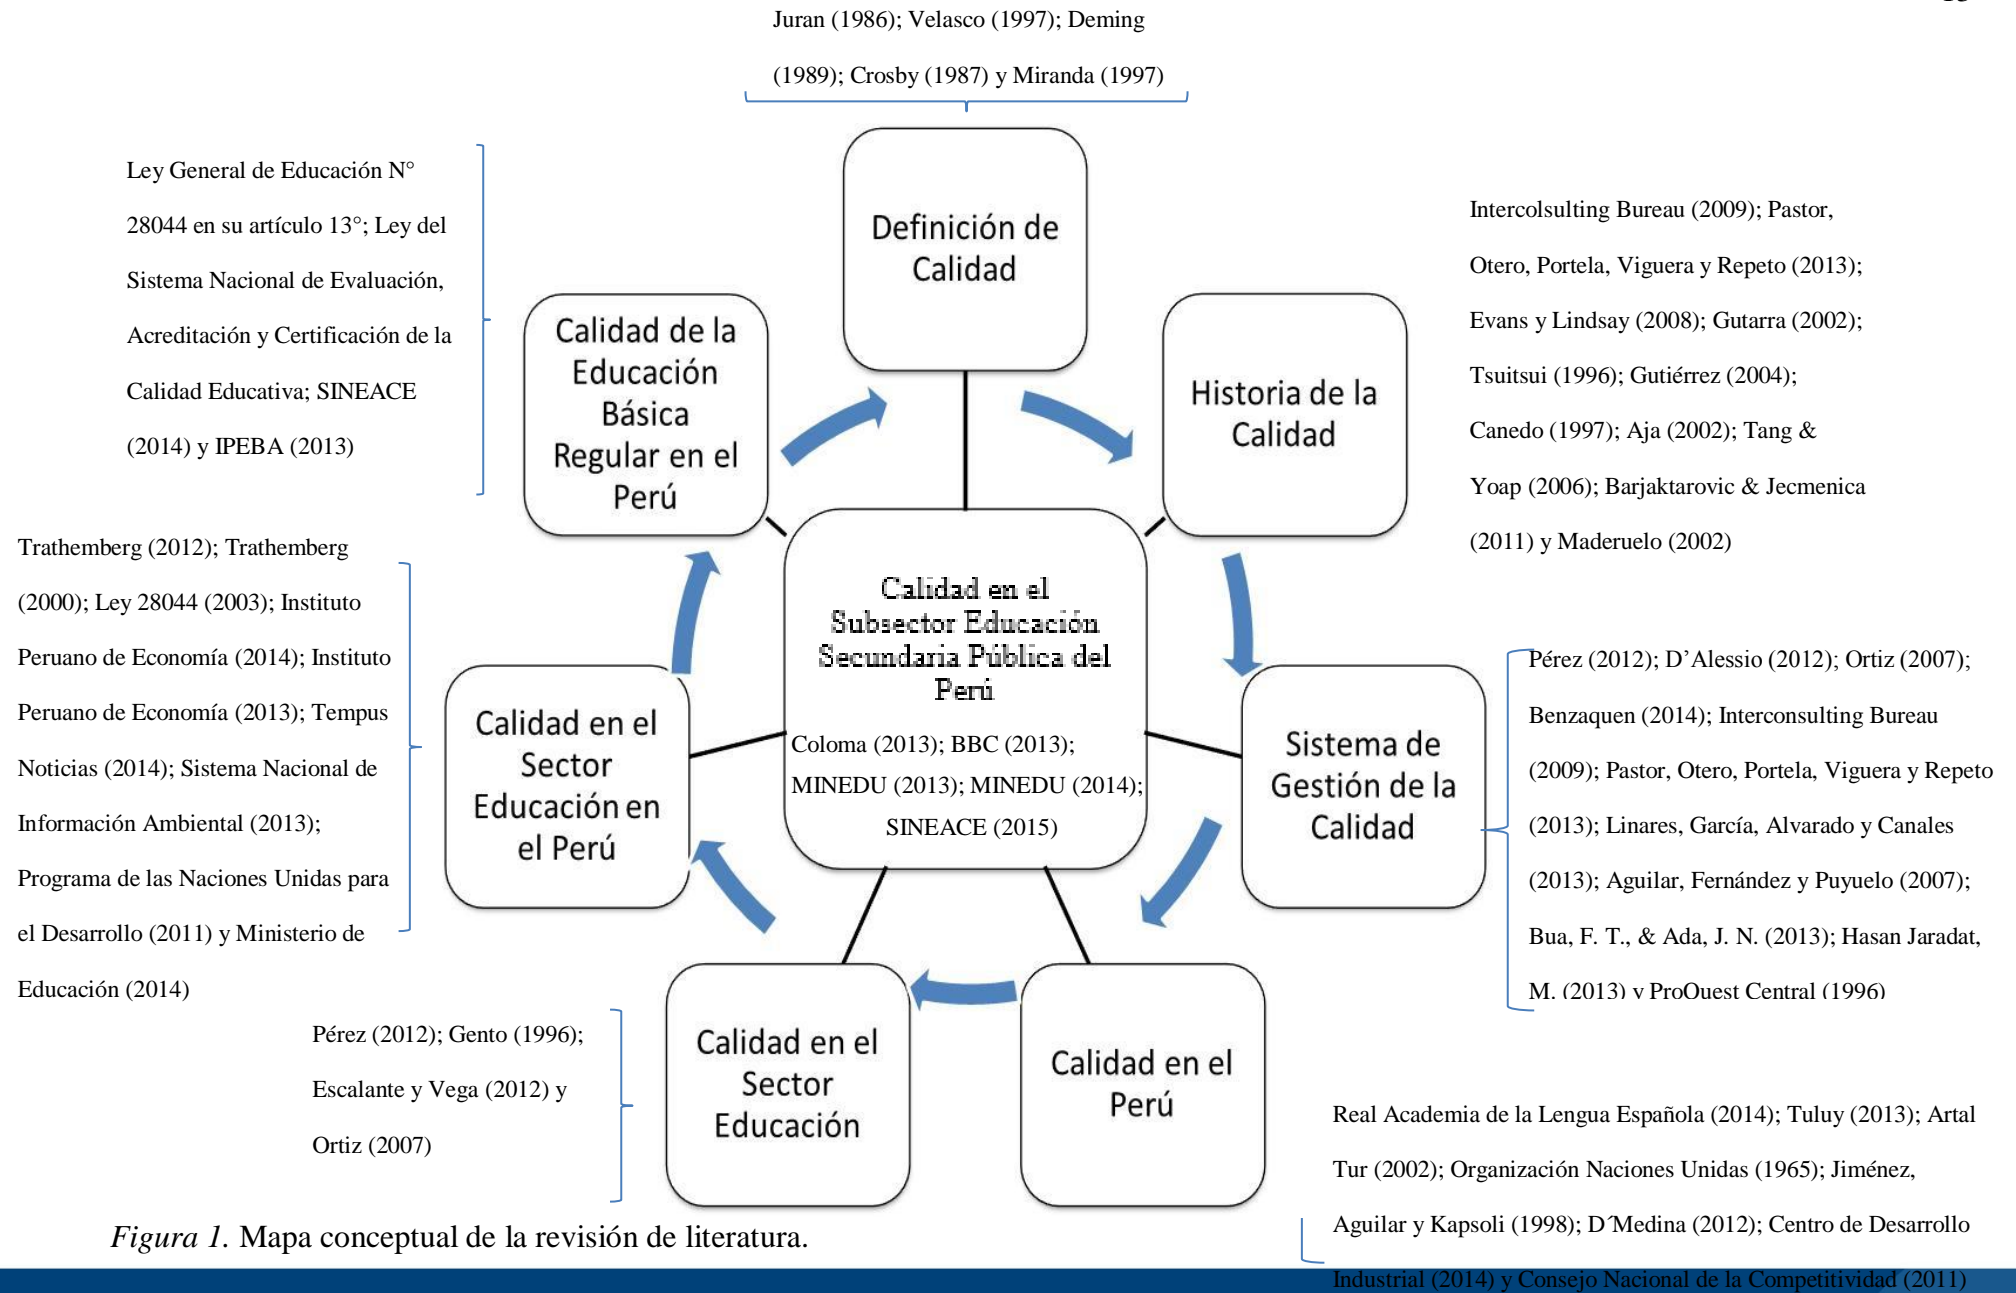 Juran (1986); Velasco (1997); Deming
(1989); Crosby (1987) y Miranda (1997)
Definición de
Calidad
Ley General de Educación N°
28044 en su artículo 13°; Ley del
Sistema Nacional de Evaluación,
Acreditación y Certificación de la
Calidad Educativa; SINEACE
(2014) y IPEBA (2013)
Calidad de la
Educación
Básica
Regular en el
Perú
Historia de la
Calidad
Intercolsulting Bureau (2009); Pastor,
Otero, Portela, Viguera y Repeto (2013);
Evans y Lindsay (2008); Gutarra (2002);
Tsuitsui (1996); Gutiérrez (2004);
Canedo (1997); Aja (2002); Tang &
Yoap (2006); Barjaktarovic & Jecmenica
(2011) y Maderuelo (2002)
Trathemberg (2012); Trathemberg
(2000); Ley 28044 (2003); Instituto
Peruano de Economía (2014); Instituto
Peruano de Economía (2013); Tempus
Noticias (2014); Sistema Nacional de
Información Ambiental (2013);
Programa de las Naciones Unidas para
el Desarrollo (2011) y Ministerio de
Educación (2014)
Calidad en el
Sector
Educación en
el Perú
Calidad en el
Subsector Educación
Secundaria Pública del
Perú
Coloma (2013); BBC (2013);
MINEDU (2013); MINEDU (2014);
SINEACE (2015)
Sistema de
Gestión de la
Calidad
Pérez (2012); D’Alessio (2012); Ortiz (2007);
Benzaquen (2014); Interconsulting Bureau
(2009); Pastor, Otero, Portela, Viguera y Repeto
(2013); Linares, García, Alvarado y Canales
(2013); Aguilar, Fernández y Puyuelo (2007);
Bua, F. T., & Ada, J. N. (2013); Hasan Jaradat,
M. (2013) y ProQuest Central (1996)
Pérez (2012); Gento (1996);
Escalante y Vega (2012) y
Ortiz (2007)
Calidad en el
Sector
Educación
Calidad en el
Perú
Real Academia de la Lengua Española (2014); Tuluy (2013); Artal
Tur (2002); Organización Naciones Unidas (1965); Jiménez,
Aguilar y Kapsoli (1998); D´Medina (2012); Centro de Desarrollo
Industrial (2014) y Consejo Nacional de la Competitividad (2011)
Figura 1. Mapa conceptual de la revisión de literatura.